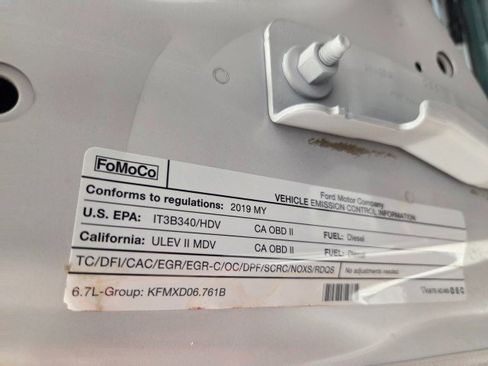 FoMoCo
Ford Motor Company
VEHICLE EMISSION CONTROL INFORMATION
Conforms to regulations: 2019 MY
U.S. EPA: IT3B340/HDV CA OBD II FUEL: Diesel
California: ULEV II MDV CA OBD II FUEL: Diesel
TC/DFI/CAC/EGR/EGR-C/OC/DPF/SCRC/NOXS/RDQS No adjustments needed.
6.7L-Group: KFMXD06.761B